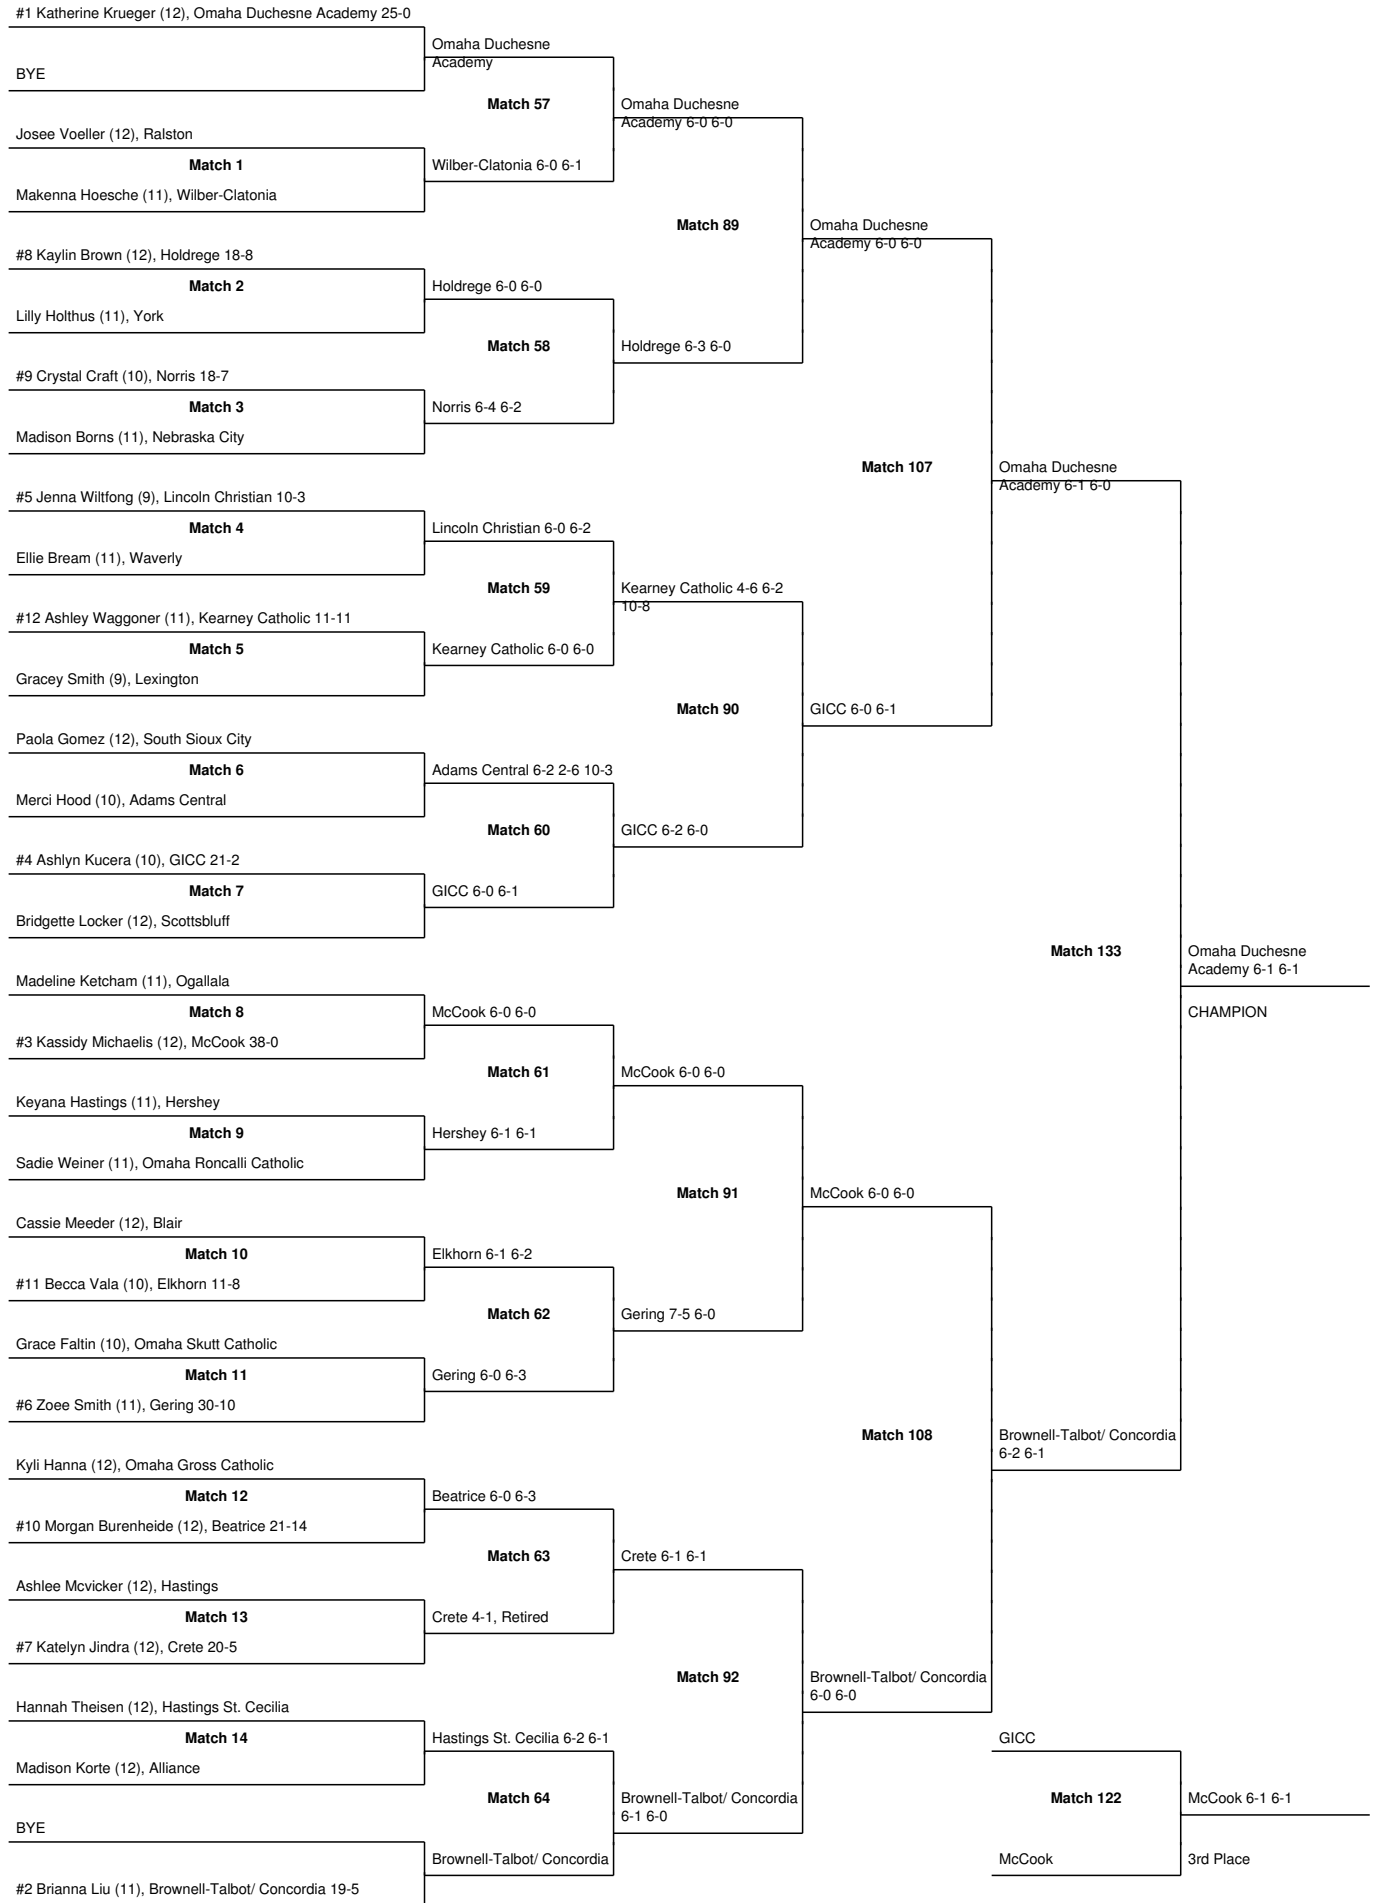 #1 Katherine Krueger (12), Omaha Duchesne Academy 25-0
Omaha Duchesne
Academy
BYE
Match 57
Omaha Duchesne
Academy 6-0 6-0
Josee Voeller (12), Ralston
Match 1
Wilber-Clatonia 6-0 6-1
Makenna Hoesche (11), Wilber-Clatonia
Match 89
Omaha Duchesne
Academy 6-0 6-0
#8 Kaylin Brown (12), Holdrege 18-8
Match 2
Holdrege 6-0 6-0
Lilly Holthus (11), York
Match 58
Holdrege 6-3 6-0
#9 Crystal Craft (10), Norris 18-7
Match 3
Norris 6-4 6-2
Madison Borns (11), Nebraska City
Match 107
Omaha Duchesne
Academy 6-1 6-0
#5 Jenna Wiltfong (9), Lincoln Christian 10-3
Match 4
Lincoln Christian 6-0 6-2
Ellie Bream (11), Waverly
Match 59
Kearney Catholic 4-6 6-2
10-8
#12 Ashley Waggoner (11), Kearney Catholic 11-11
Match 5
Kearney Catholic 6-0 6-0
Gracey Smith (9), Lexington
Match 90
GICC 6-0 6-1
Paola Gomez (12), South Sioux City
Match 6
Adams Central 6-2 2-6 10-3
Merci Hood (10), Adams Central
Match 60
GICC 6-2 6-0
#4 Ashlyn Kucera (10), GICC 21-2
Match 7
GICC 6-0 6-1
Bridgette Locker (12), Scottsbluff
Match 133
Omaha Duchesne
Academy 6-1 6-1
CHAMPION
Madeline Ketcham (11), Ogallala
Match 8
McCook 6-0 6-0
#3 Kassidy Michaelis (12), McCook 38-0
Match 61
McCook 6-0 6-0
Keyana Hastings (11), Hershey
Match 9
Hershey 6-1 6-1
Sadie Weiner (11), Omaha Roncalli Catholic
Match 91
McCook 6-0 6-0
Cassie Meeder (12), Blair
Match 10
Elkhorn 6-1 6-2
#11 Becca Vala (10), Elkhorn 11-8
Match 62
Gering 7-5 6-0
Grace Faltin (10), Omaha Skutt Catholic
Match 11
Gering 6-0 6-3
#6 Zoee Smith (11), Gering 30-10
Match 108
Brownell-Talbot/ Concordia
6-2 6-1
Kyli Hanna (12), Omaha Gross Catholic
Match 12
Beatrice 6-0 6-3
#10 Morgan Burenheide (12), Beatrice 21-14
Match 63
Crete 6-1 6-1
Ashlee Mcvicker (12), Hastings
Match 13
Crete 4-1, Retired
#7 Katelyn Jindra (12), Crete 20-5
Match 92
Brownell-Talbot/ Concordia
6-0 6-0
Hannah Theisen (12), Hastings St. Cecilia
Match 14
Hastings St. Cecilia 6-2 6-1
Madison Korte (12), Alliance
Match 64
Brownell-Talbot/ Concordia
6-1 6-0
BYE
Brownell-Talbot/ Concordia
#2 Brianna Liu (11), Brownell-Talbot/ Concordia 19-5
GICC
Match 122
McCook 6-1 6-1
McCook
3rd Place